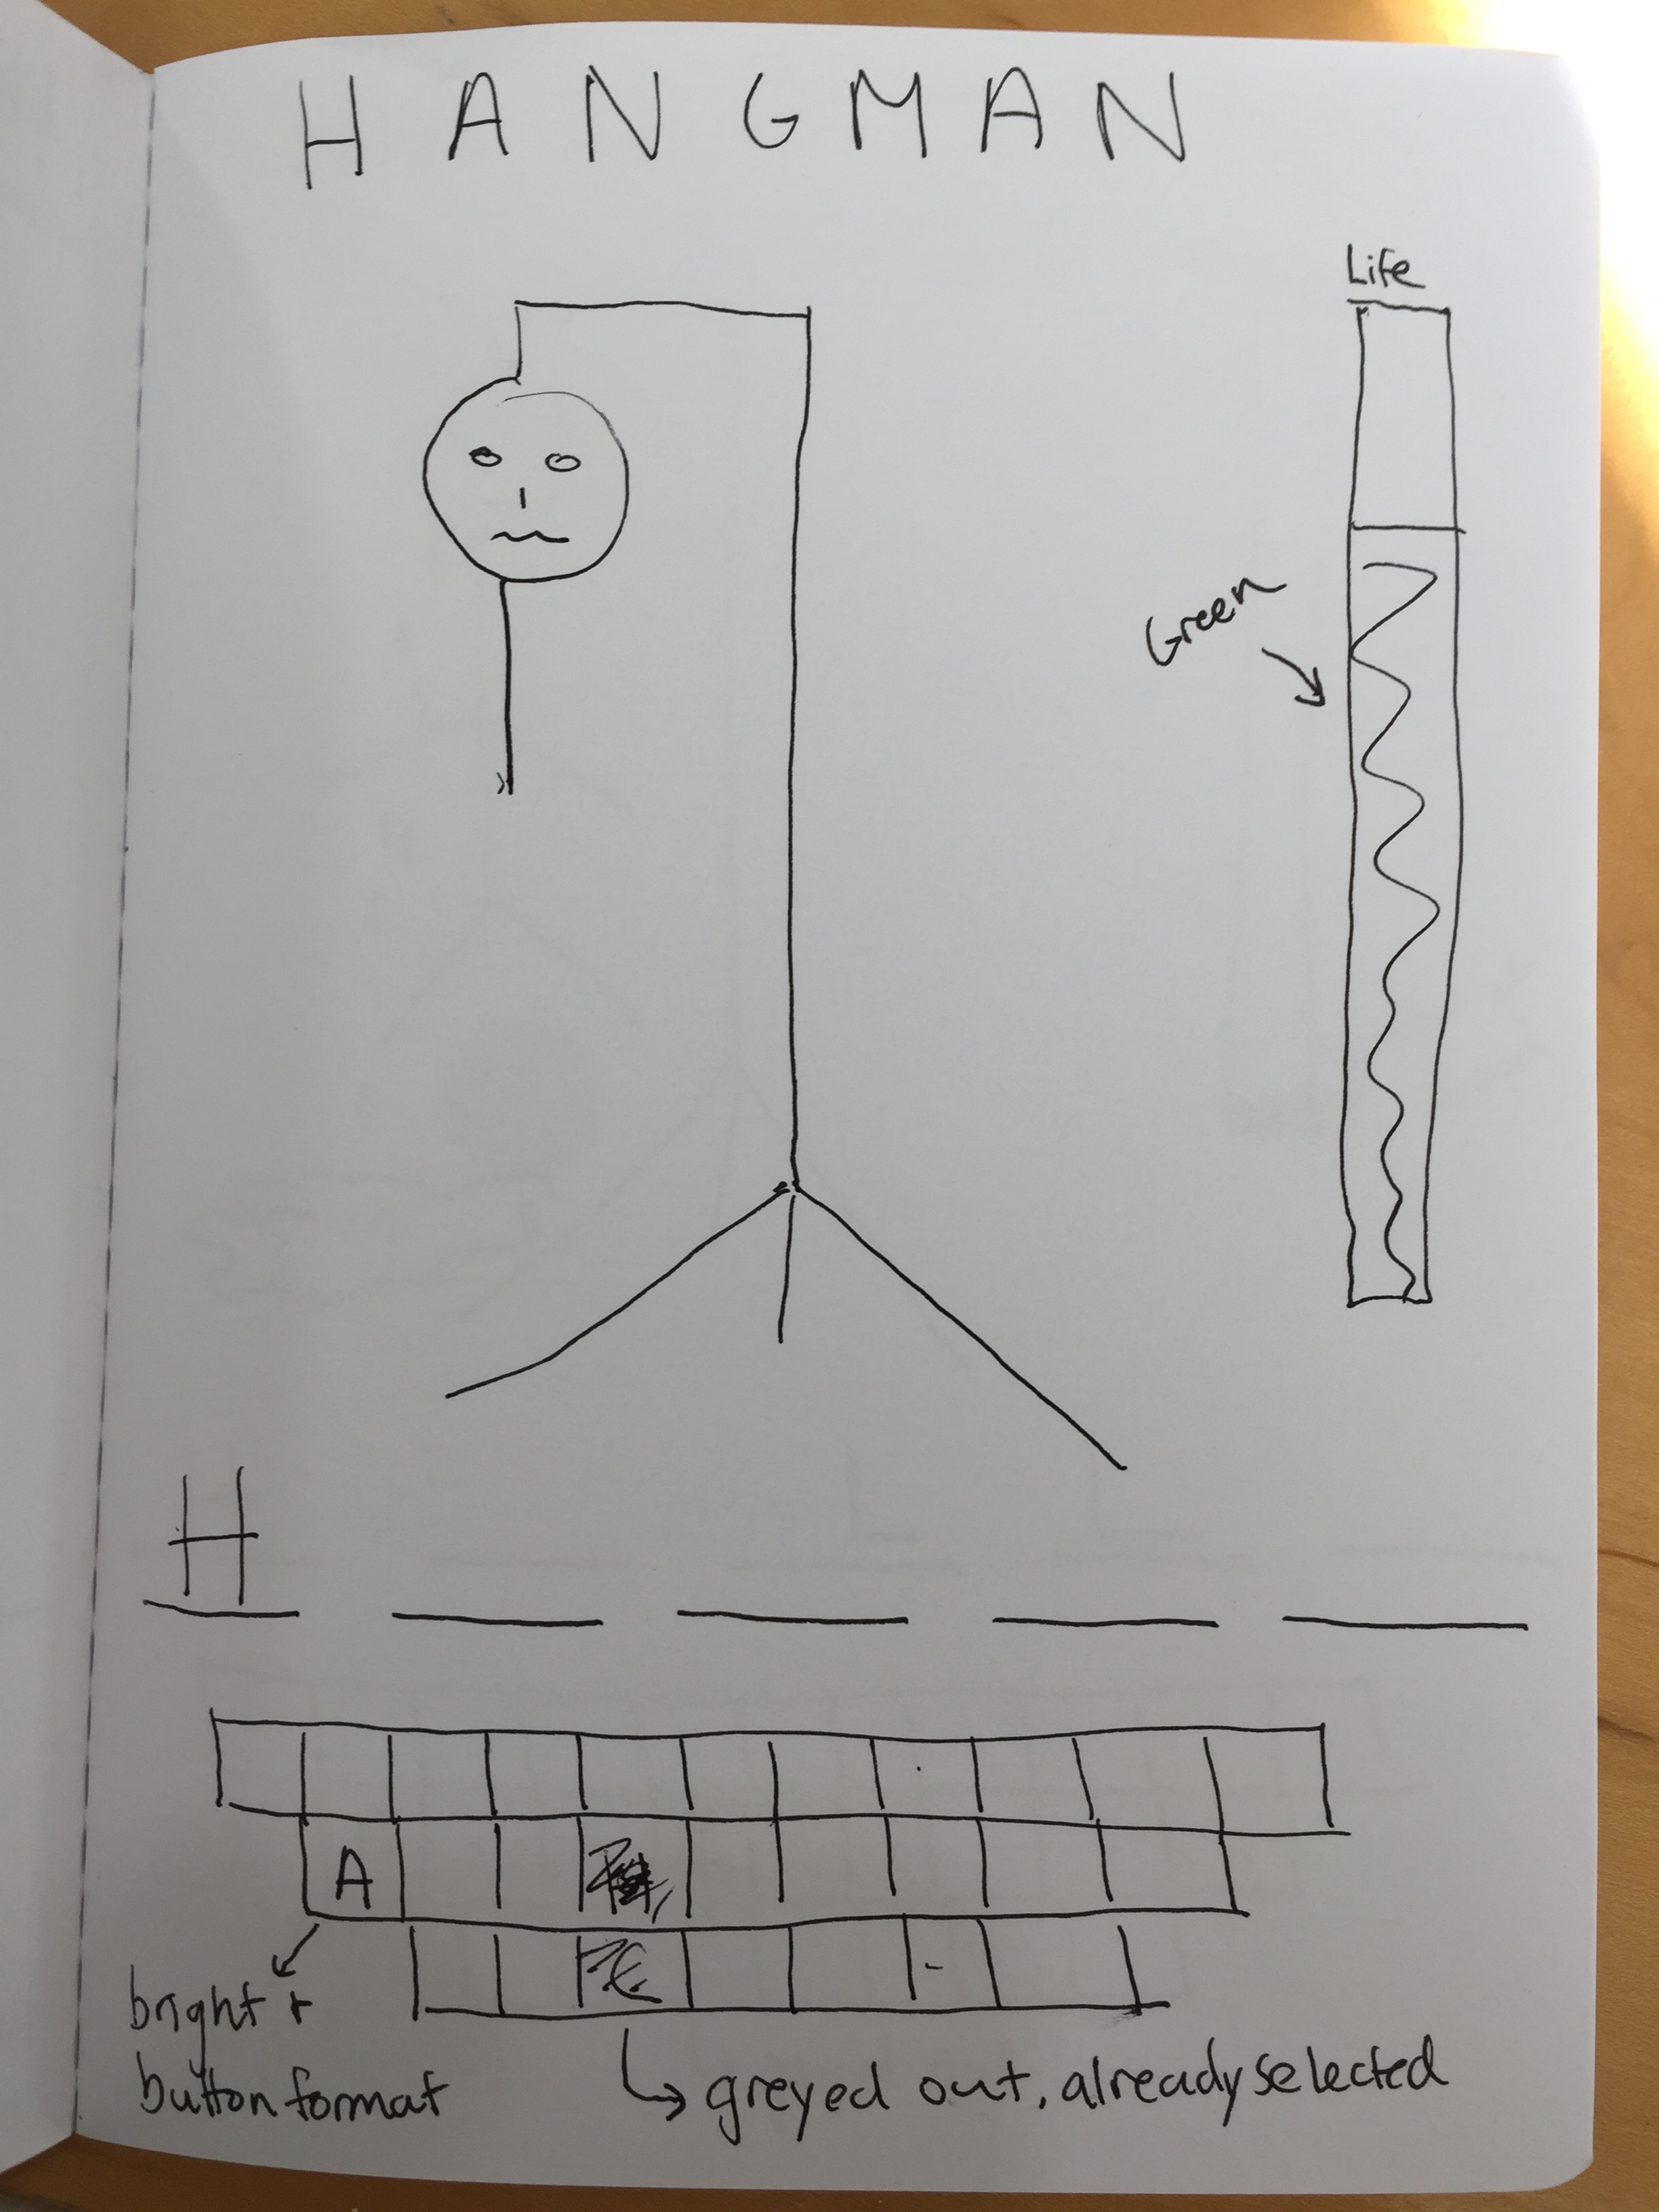 HANGMAN
Life
Green
H
A
bright +
button format
greyed out, already selected